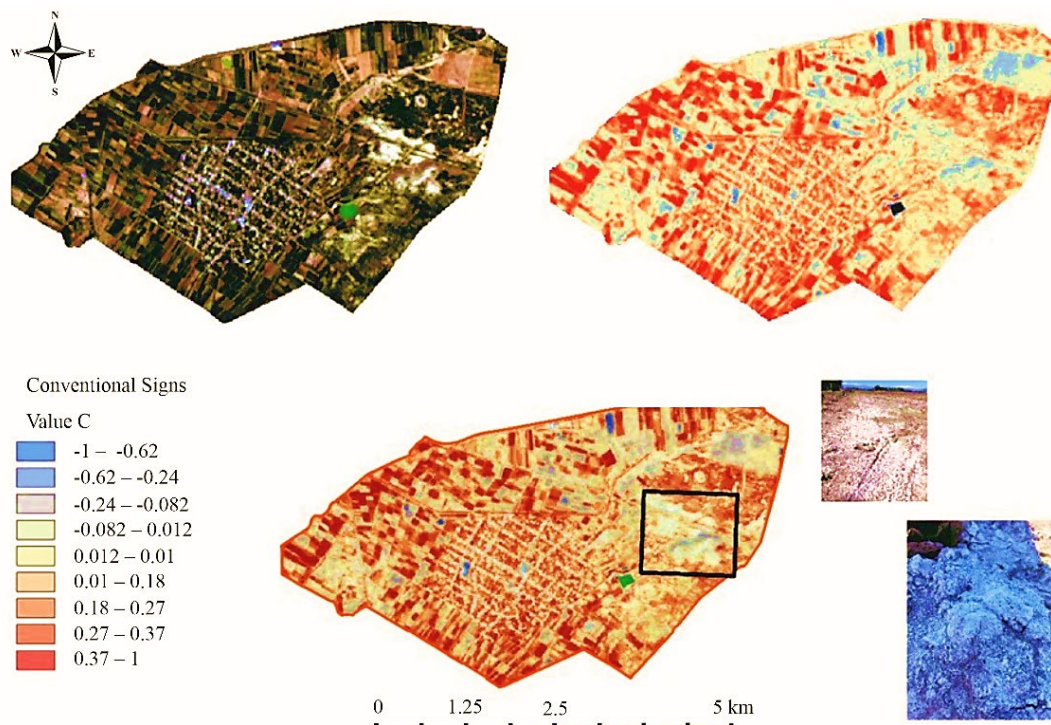 N
W E
S
Conventional Signs
Value C
-1 – -0.62
-0.62 – -0.24
-0.24 – -0.082
-0.082 – 0.012
0.012 – 0.01
0.01 – 0.18
0.18 – 0.27
0.27 – 0.37
0.37 – 1
0 1.25 2.5 5 km